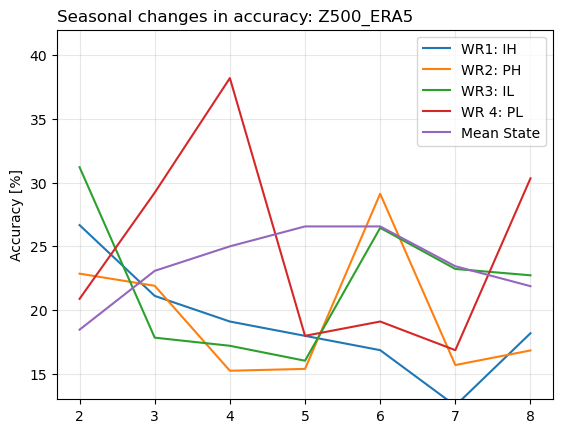 Seasonal changes in accuracy: Z500_ERA5
40
35
30
25
20
15
Accuracy [%]
WR1: IH
WR2: PH
WR3: IL
WR 4: PL
Mean State
2 3 4 5 6 7 8